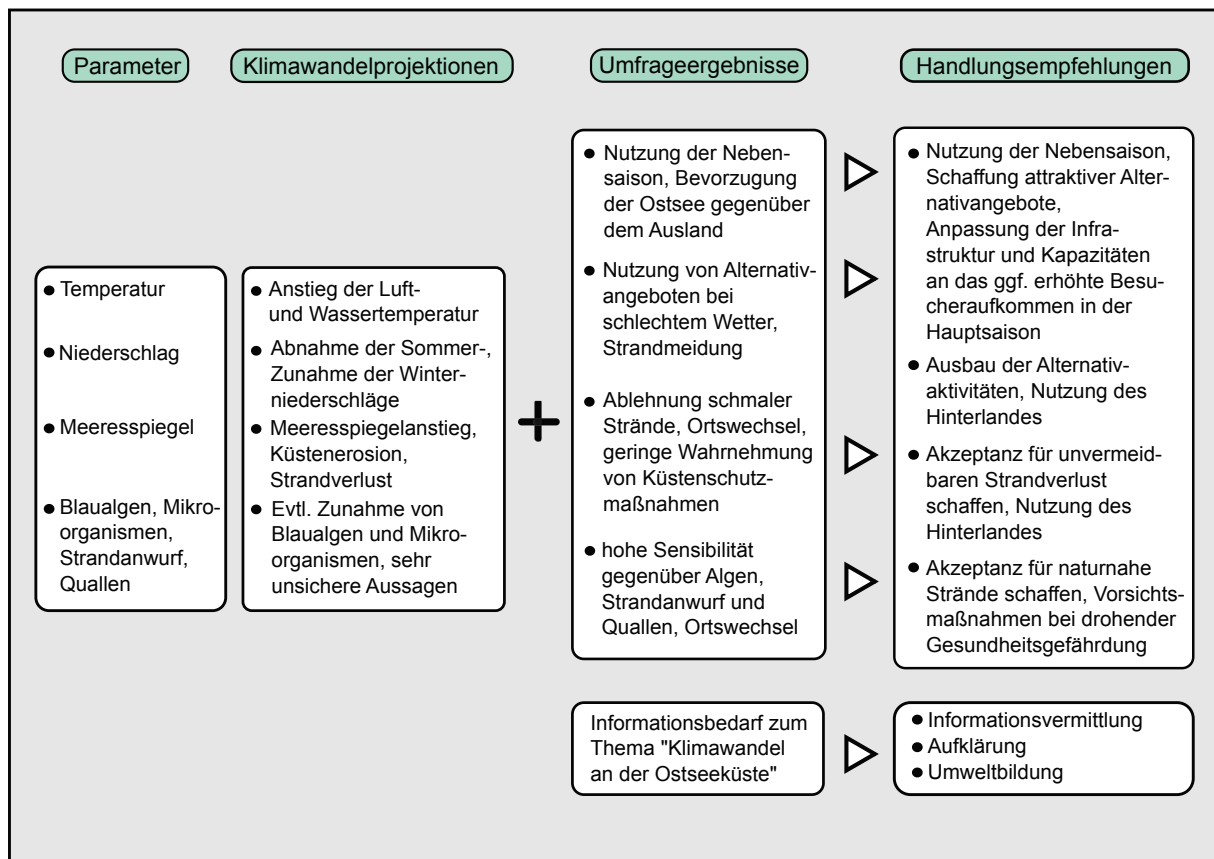 Parameter
Klimawandelprojektionen
Umfrageergebnisse
Handlungsempfehlungen
● Temperatur
● Niederschlag
● Meeresspiegel
● Blaualgen, Mikro-
organismen,
Strandanwurf,
Quallen
● Anstieg der Luft-
und Wassertemperatur
● Abnahme der Sommer-,
Zunahme der Winter-
niederschläge
● Meeresspiegelanstieg,
Küstenerosion,
Strandverlust
● Evtl. Zunahme von
Blaualgen und Mikro-
organismen, sehr
unsichere Aussagen
+
● Nutzung der Neben-
saison, Bevorzugung
der Ostsee gegenüber
dem Ausland
● Nutzung von Alternativ-
angeboten bei
schlechtem Wetter,
Strandmeidung
● Ablehnung schmaler
Strände, Ortswechsel,
geringe Wahrnehmung
von Küstenschutz-
maßnahmen
● hohe Sensibilität
gegenüber Algen,
Strandanwurf und
Quallen, Ortswechsel
● Nutzung der Nebensaison,
Schaffung attraktiver Alter-
nativangebote,
Anpassung der Infra-
struktur und Kapazitäten
an das ggf. erhöhte Besu-
cheraufkommen in der
Hauptsaison
● Ausbau der Alternativ-
aktivitäten, Nutzung des
Hinterlandes
● Akzeptanz für unvermeid-
baren Strandverlust
schaffen, Nutzung des
Hinterlandes
● Akzeptanz für naturnahe
Strände schaffen, Vorsichts-
maßnahmen bei drohender
Gesundheitsgefährdung
Informationsbedarf zum
Thema "Klimawandel
an der Ostseeküste"
● Informationsvermittlung
● Aufklärung
● Umweltbildung